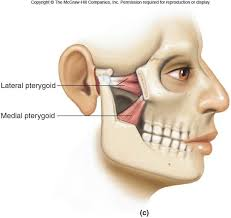 Copyright © The McGraw-Hill Companies, Inc. Permission required for reproduction or display.
Lateral pterygoid
Medial pterygoid
(c)